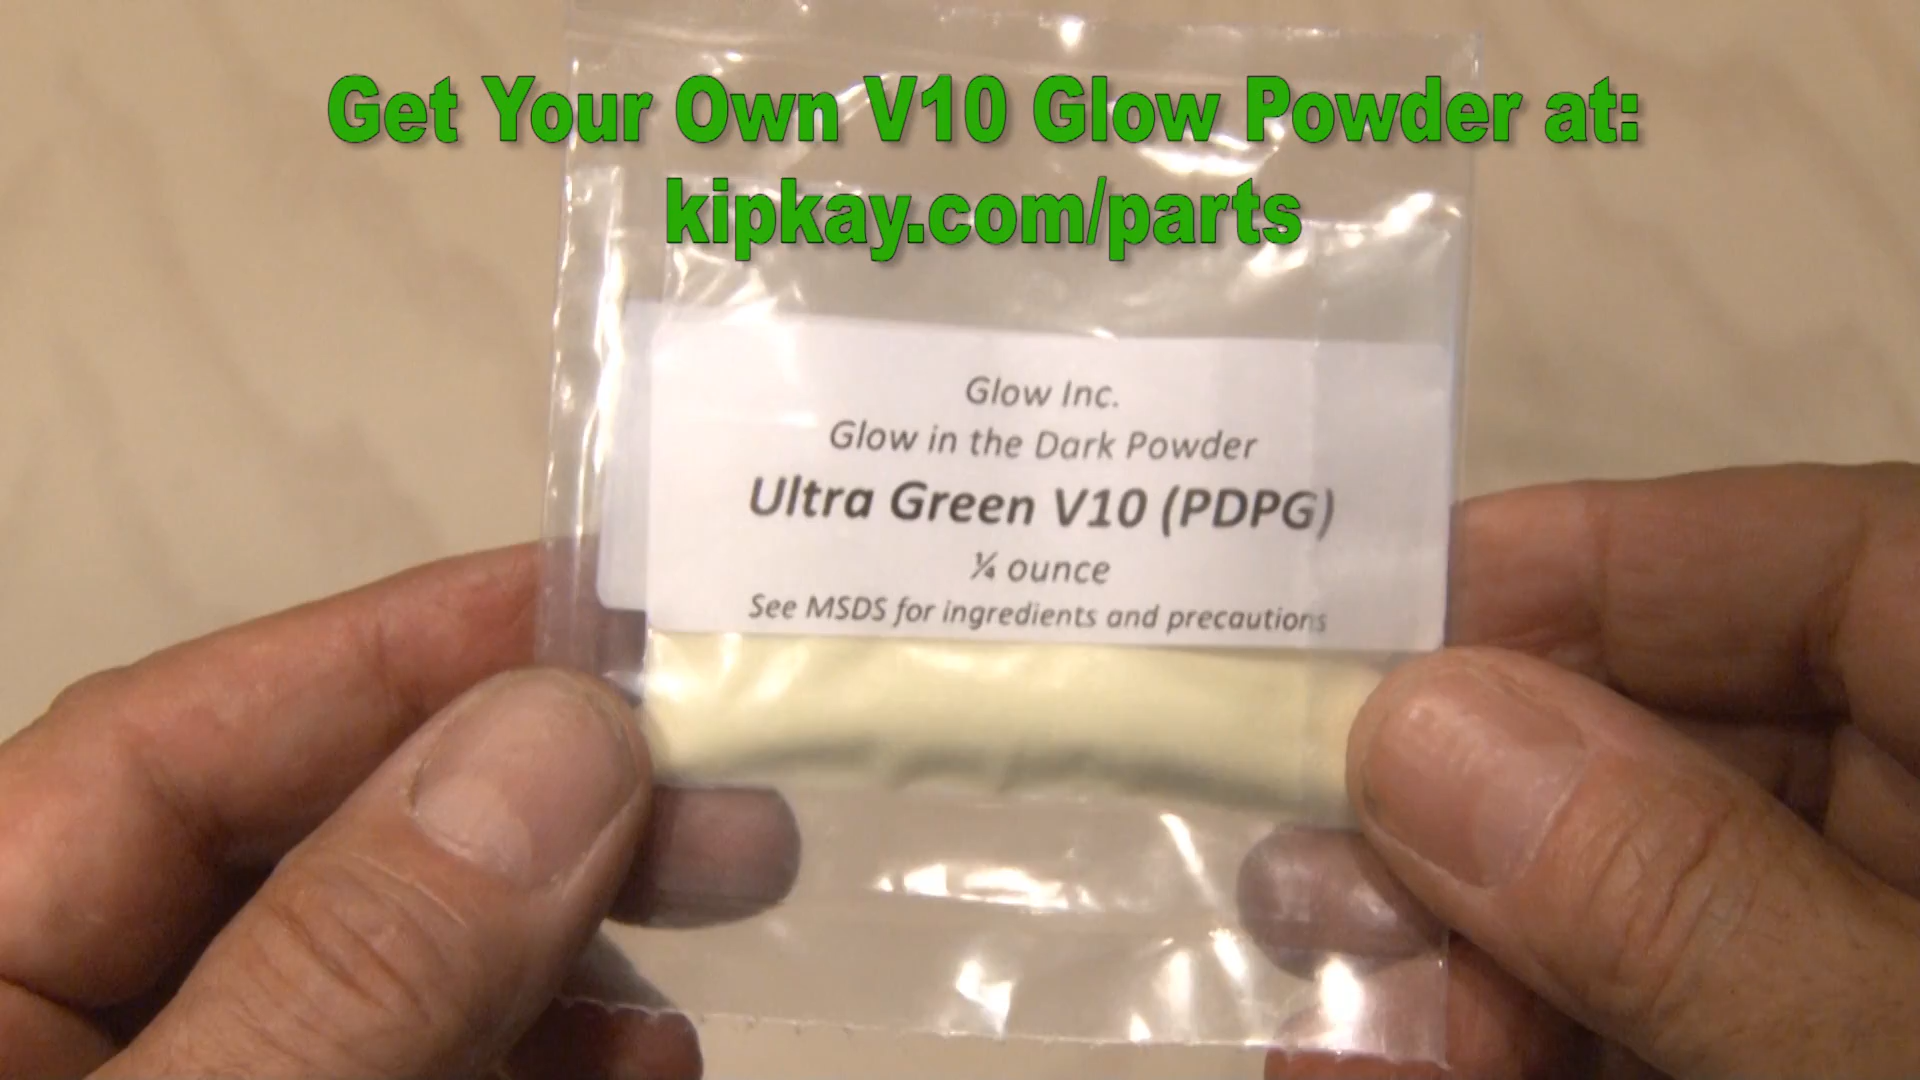 Get Your Own V10 Glow Powder at:
kipkay.com/parts
Glow Inc.
Glow in the Dark Powder
Ultra Green V10 (PDPG)
¼ ounce
See MSDS for ingredients and precautions